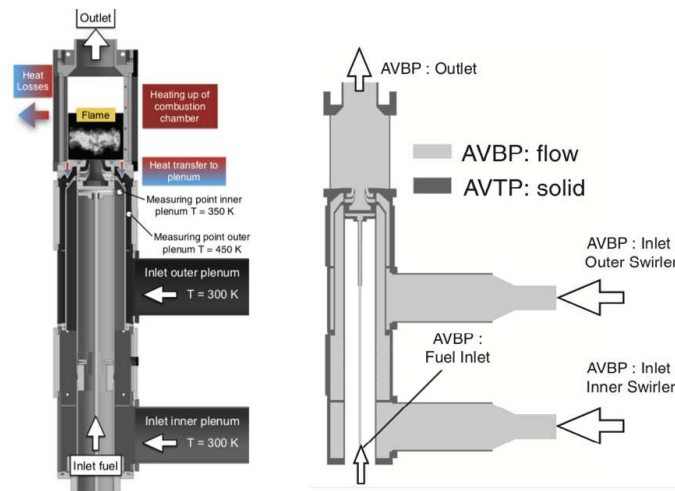 Outlet
Heat
Losses
Flame
Heating up of
combustion
chamber
Heat transfer to
plenum
Measuring point inner
plenum T = 350 K
Measuring point outer
plenum T = 450 K
Inlet outer plenum
T = 300 K
Inlet inner plenum
T = 300 K
Inlet fuel
AVBP : Outlet
AVBP: flow
AVTP: solid
AVBP : Inlet
Outer Swirler
AVBP :
Fuel Inlet
AVBP : Inlet
Inner Swirler